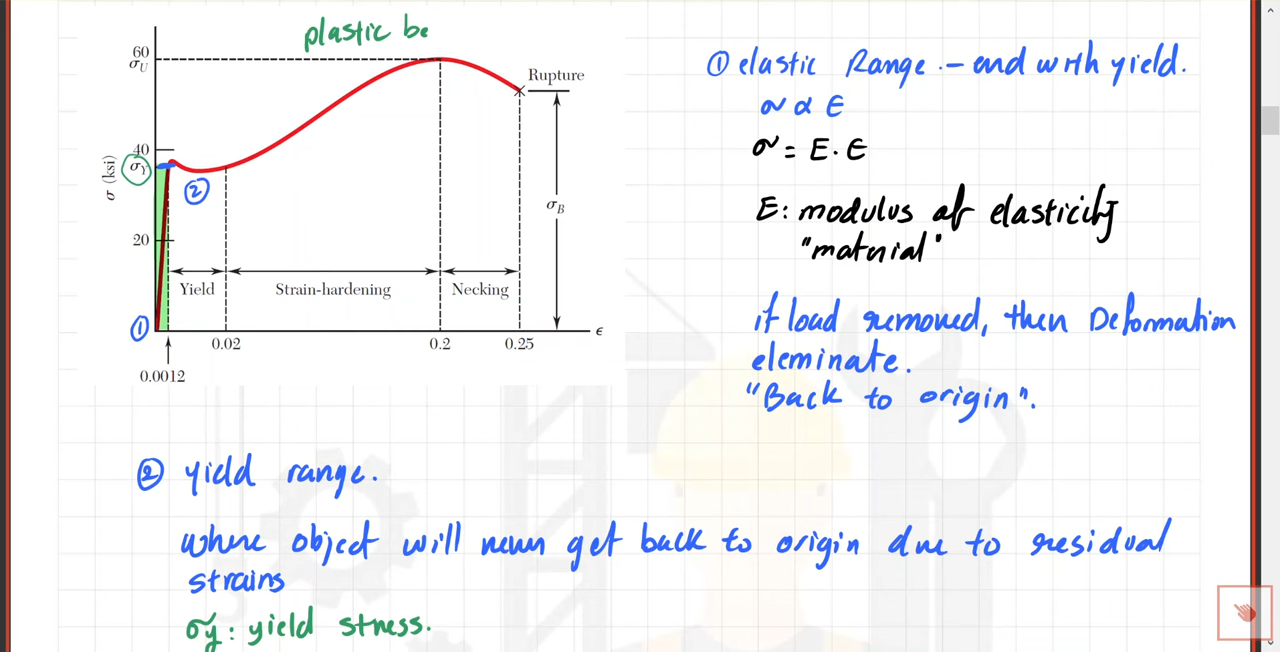 plastic be
60
σU
Rupture
40
σY
σ (ksi)
②
σB
20
Yield
Strain-hardening
Necking
①
0.02
0.2
0.25
ϵ
0.0012
① elastic Range .- end with yield.
σ ∝ ϵ
σ = E . ϵ
E: modulus of elasticity
"material"
if load removed, then Deformation
eleminate.
"Back to origin".
② yield range.
where object will never get back to origin due to residual
strains
σy : yield stress.